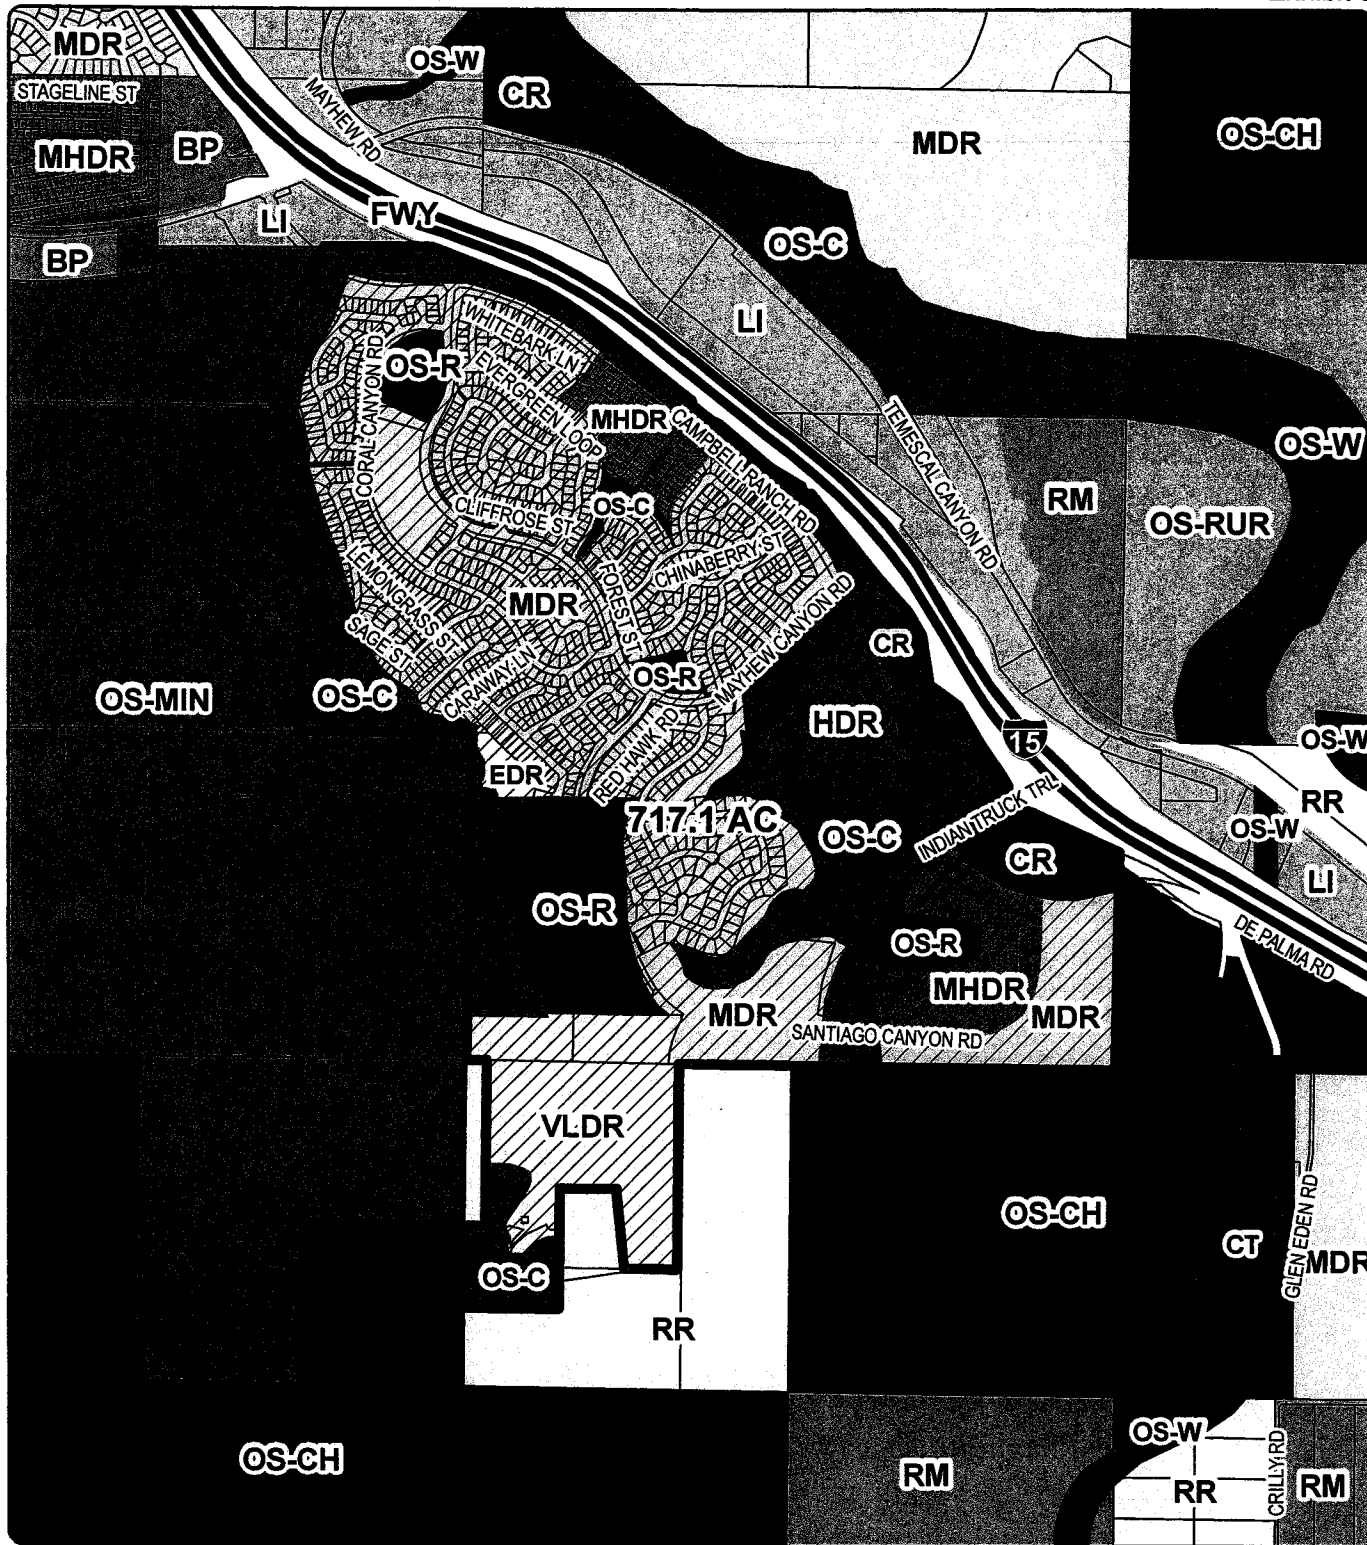 MDR
OS-W
STAGELINE ST
MAYHEW RD
CR
MDR
OS-CH
MHDR
BP
LI
FWY
BP
OS-C
WHITEBARK LN
LI
OS-R
CORAL CANYON RD
EVERGREEN LOOP
MHDR
CAMPBELL RANCH RD
TEMESCAL CANYON RD
OS-W
RM
OS-RUR
OS-C
CLIFFROSE ST
CHINABERRY ST
LEMONGRASS ST
MDR
FOREST ST
MAYHEW CANYON RD
SAGE ST
CR
OS-MIN
OS-C
CARAWAY LN
OS-R
HDR
RED HAWK RD
15
OS-W
EDR
RR
717.1 AC
INDIAN TRUCK TRL
OS-W
OS-C
CR
LI
OS-R
OS-R
DE PALMA RD
MHDR
MDR
MDR
SANTIAGO CANYON RD
VLDR
OS-CH
GLEN EDEN RD
CT
MDR
OS-C
RR
OS-CH
OS-W
RM
RR
CRILLY RD
RM